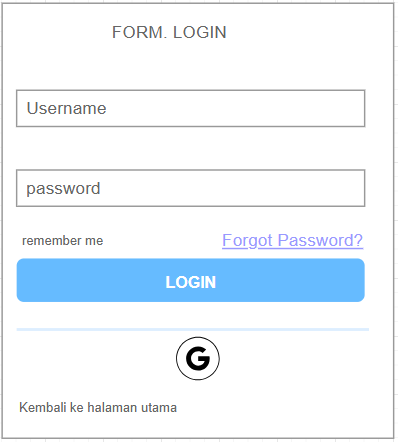 FORM. LOGIN
Username
password
remember me Forgot Password?
LOGIN
G
Kembali ke halaman utama